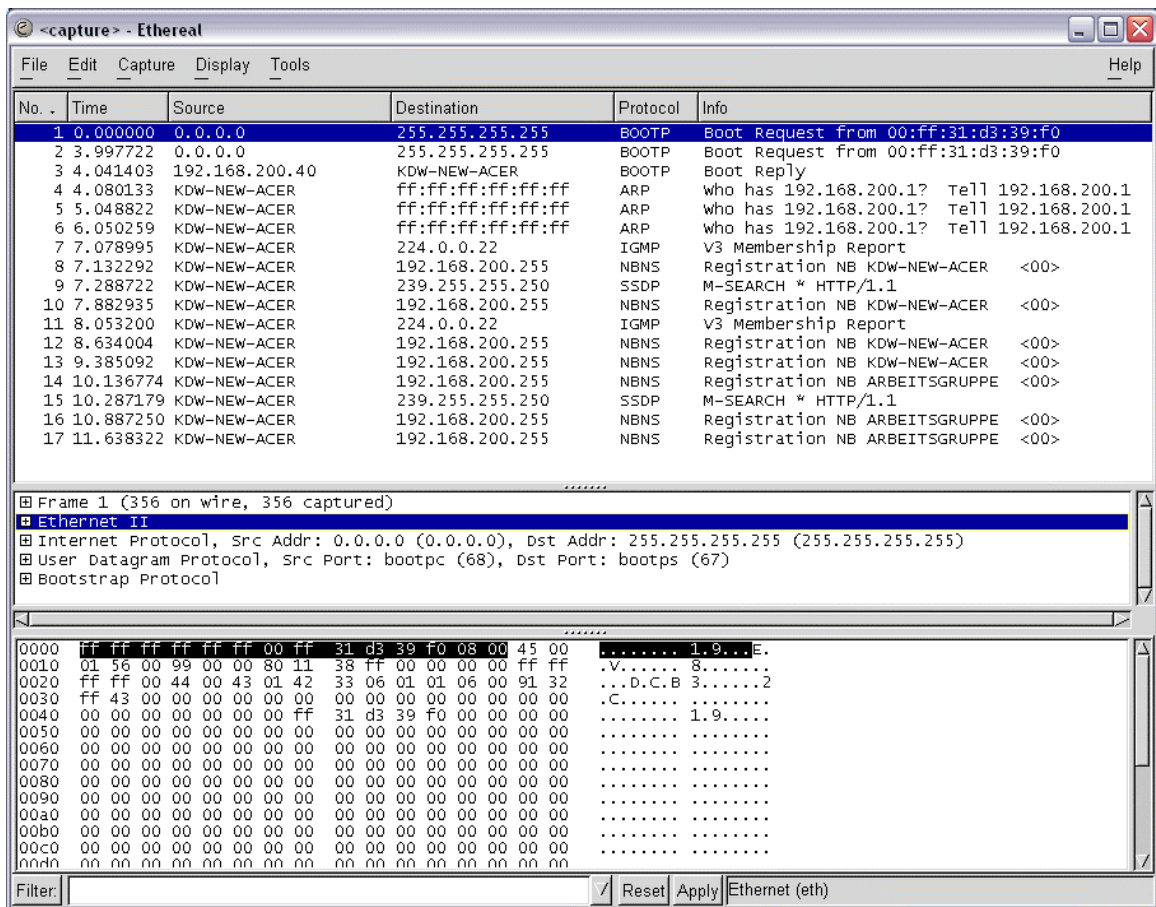 <capture> - Ethereal
File Edit Capture Display Tools Help
No. . Time Source Destination Protocol Info
1 0.000000 0.0.0.0 255.255.255.255 BOOTP Boot Request from 00:ff:31:d3:39:f0
2 3.997722 0.0.0.0 255.255.255.255 BOOTP Boot Request from 00:ff:31:d3:39:f0
3 4.041403 192.168.200.40 KDW-NEW-ACER BOOTP Boot Reply
4 4.080133 KDW-NEW-ACER ff:ff:ff:ff:ff:ff ARP who has 192.168.200.1? Tell 192.168.200.1
5 5.048822 KDW-NEW-ACER ff:ff:ff:ff:ff:ff ARP who has 192.168.200.1? Tell 192.168.200.1
6 6.050259 KDW-NEW-ACER ff:ff:ff:ff:ff:ff ARP who has 192.168.200.1? Tell 192.168.200.1
7 7.078995 KDW-NEW-ACER 224.0.0.22 IGMP V3 Membership Report
8 7.132292 KDW-NEW-ACER 192.168.200.255 NBNS Registration NB KDW-NEW-ACER <00>
9 7.288722 KDW-NEW-ACER 239.255.255.250 SSDP M-SEARCH * HTTP/1.1
10 7.882935 KDW-NEW-ACER 192.168.200.255 NBNS Registration NB KDW-NEW-ACER <00>
11 8.053200 KDW-NEW-ACER 224.0.0.22 IGMP V3 Membership Report
12 8.634004 KDW-NEW-ACER 192.168.200.255 NBNS Registration NB KDW-NEW-ACER <00>
13 9.385092 KDW-NEW-ACER 192.168.200.255 NBNS Registration NB KDW-NEW-ACER <00>
14 10.136774 KDW-NEW-ACER 192.168.200.255 NBNS Registration NB ARBEITSGRUPPE <00>
15 10.287179 KDW-NEW-ACER 239.255.255.250 SSDP M-SEARCH * HTTP/1.1
16 10.887250 KDW-NEW-ACER 192.168.200.255 NBNS Registration NB ARBEITSGRUPPE <00>
17 11.638322 KDW-NEW-ACER 192.168.200.255 NBNS Registration NB ARBEITSGRUPPE <00>
Frame 1 (356 on wire, 356 captured)
Ethernet II
Internet Protocol, Src Addr: 0.0.0.0 (0.0.0.0), Dst Addr: 255.255.255.255 (255.255.255.255)
User Datagram Protocol, Src Port: bootpc (68), Dst Port: bootps (67)
Bootstrap Protocol
0000 ff ff ff ff ff ff 00 ff 31 d3 39 f0 08 00 45 00 ........ 1.9...E.
0010 01 56 00 99 00 00 80 11 38 ff 00 00 00 00 ff ff .V...... 8.......
0020 ff ff 00 44 00 43 01 42 33 06 01 01 06 00 91 32 ...D.C.B 3......2
0030 ff 43 00 00 00 00 00 00 00 00 00 00 00 00 00 00 .C...... ........
0040 00 00 00 00 00 00 00 ff 31 d3 39 f0 00 00 00 00 ........ 1.9.....
0050 00 00 00 00 00 00 00 00 00 00 00 00 00 00 00 00 ........ ........
0060 00 00 00 00 00 00 00 00 00 00 00 00 00 00 00 00 ........ ........
0070 00 00 00 00 00 00 00 00 00 00 00 00 00 00 00 00 ........ ........
0080 00 00 00 00 00 00 00 00 00 00 00 00 00 00 00 00 ........ ........
0090 00 00 00 00 00 00 00 00 00 00 00 00 00 00 00 00 ........ ........
00a0 00 00 00 00 00 00 00 00 00 00 00 00 00 00 00 00 ........ ........
00b0 00 00 00 00 00 00 00 00 00 00 00 00 00 00 00 00 ........ ........
00c0 00 00 00 00 00 00 00 00 00 00 00 00 00 00 00 00 ........ ........
00d0 00 00 00 00 00 00 00 00 00 00 00 00 00 00 00 00
Filter: Reset Apply Ethernet (eth)